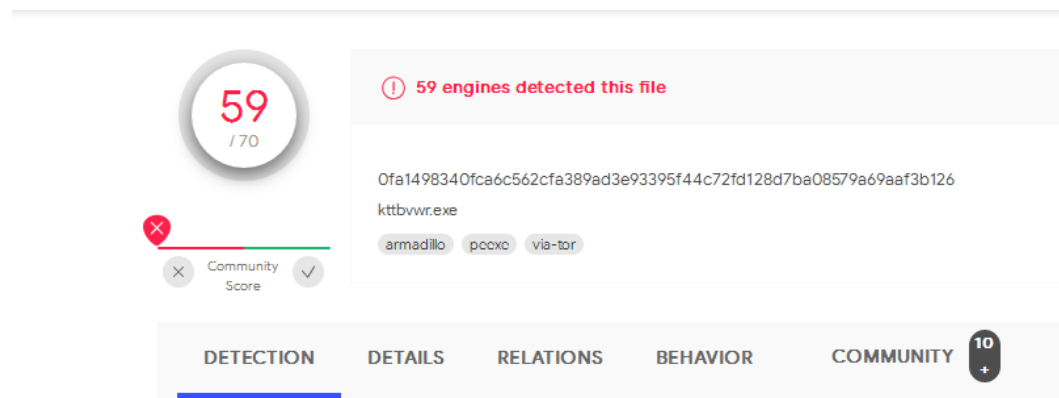 59
/ 70
59 engines detected this file
0fa1498340fca6c562cfa389ad3e93395f44c72fd128d7ba08579a69aaf3b126
kttbvwr.exe
armadillo peexe via-tor
Community
Score
DETECTION DETAILS RELATIONS BEHAVIOR COMMUNITY 10
+